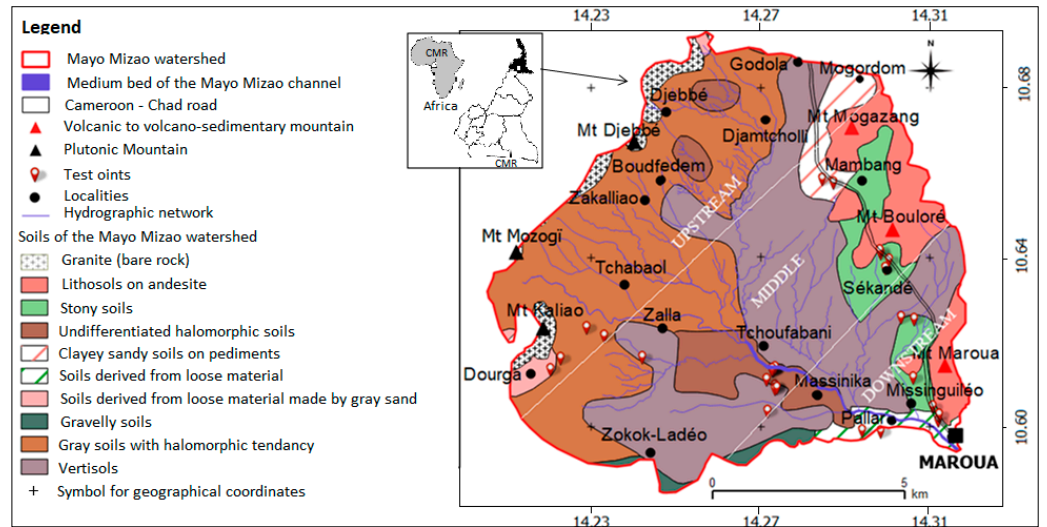 Legend
Mayo Mizao watershed
Medium bed of the Mayo Mizao channel
Cameroon - Chad road
Volcanic to volcano-sedimentary mountain
Plutonic Mountain
Test oints
Localities
Hydrographic network
Soils of the Mayo Mizao watershed
Granite (bare rock)
Lithosols on andesite
Stony soils
Undifferentiated halomorphic soils
Clayey sandy soils on pediments
Soils derived from loose material
Soils derived from loose material made by gray sand
Gravelly soils
Gray soils with halomorphic tendancy
Vertisols
Symbol for geographical coordinates
14.23 14.27 14.31
CMR
Africa
CMR
N
Godola
Mogordom
10.68
Djebbé
Mt Mogazang
Mt Djebbé
Djamtcholli
Boudfedem
Mambang
Zakalliao
UPSTREAM
Mt Bouloré
Mt Mozogï
10.64
Tchabaol
MIDDLE
Sékandé
Mt Kaliao
Zalla
Tchoufabani
DOWNSTREAM
Mt Maroua
Dourga
Massinika
Missinguiléo
Pallar
10.60
Zokok-Ladéo
MAROUA
0 5
km
14.23 14.27 14.31